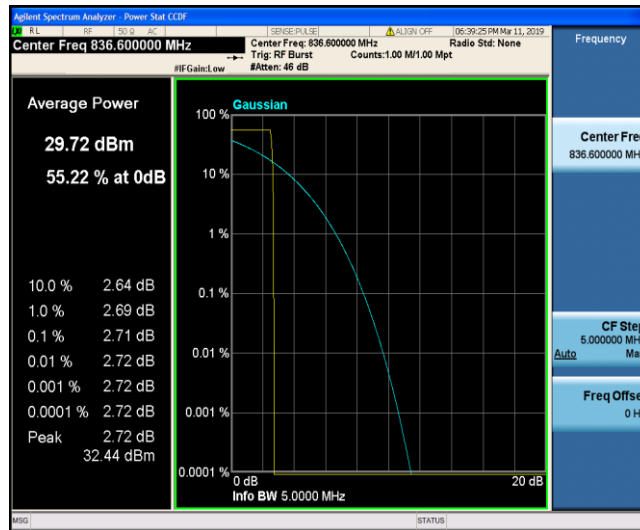 Agilent Spectrum Analyzer - Power Stat CCDF
RL RF 50 Ω AC SENSE:PULSE ALIGN OFF 06:39:25 PM Mar 11, 2019
Center Freq 836.600000 MHz
Center Freq: 836.600000 MHz Radio Std: None
Trig: RF Burst Counts:1.00 M/1.00 Mpt
#IFGain:Low #Atten: 46 dB
Frequency
Average Power
29.72 dBm
55.22 % at 0dB
10.0 % 2.64 dB
1.0 % 2.69 dB
0.1 % 2.71 dB
0.01 % 2.72 dB
0.001 % 2.72 dB
0.0001 % 2.72 dB
Peak 2.72 dB
32.44 dBm
Gaussian
100 %
10 %
1 %
0.1 %
0.01 %
0.001 %
0.0001 %
0 dB 20 dB
Info BW 5.0000 MHz
Center Fre
836.600000 MH
CF Step
5.000000 MH
Auto Ma
Freq Offse
0 H
MSG STATUS